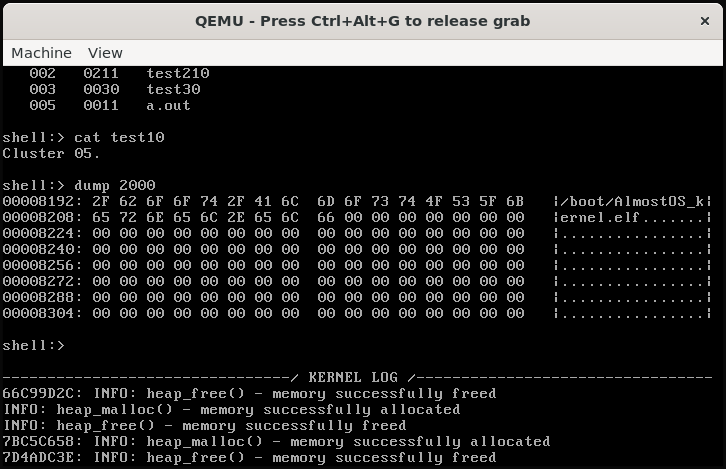 QEMU - Press Ctrl+Alt+G to release grab
×
Machine View
002 0211 test210
003 0030 test30
005 0011 a.out
shell:> cat test10
Cluster 05.
shell:> dump 2000
00008192: 2F 62 6F 6F 74 2F 41 6C 6D 6F 73 74 4F 53 5F 6B ¦/boot/AlmostOS_k¦
00008208: 65 72 6E 65 6C 2E 65 6C 66 00 00 00 00 00 00 00 ¦ernel.elf.......¦
00008224: 00 00 00 00 00 00 00 00 00 00 00 00 00 00 00 00 ¦................¦
00008240: 00 00 00 00 00 00 00 00 00 00 00 00 00 00 00 00 ¦................¦
00008256: 00 00 00 00 00 00 00 00 00 00 00 00 00 00 00 00 ¦................¦
00008272: 00 00 00 00 00 00 00 00 00 00 00 00 00 00 00 00 ¦................¦
00008288: 00 00 00 00 00 00 00 00 00 00 00 00 00 00 00 00 ¦................¦
00008304: 00 00 00 00 00 00 00 00 00 00 00 00 00 00 00 00 ¦................¦
shell:>
--------------------------------/ KERNEL LOG /---------------------------------
66C99D2C: INFO: heap_free() - memory successfully freed
INFO: heap_malloc() - memory successfully allocated
INFO: heap_free() - memory successfully freed
7BC5C658: INFO: heap_malloc() - memory successfully allocated
7D4ADC3E: INFO: heap_free() - memory successfully freed